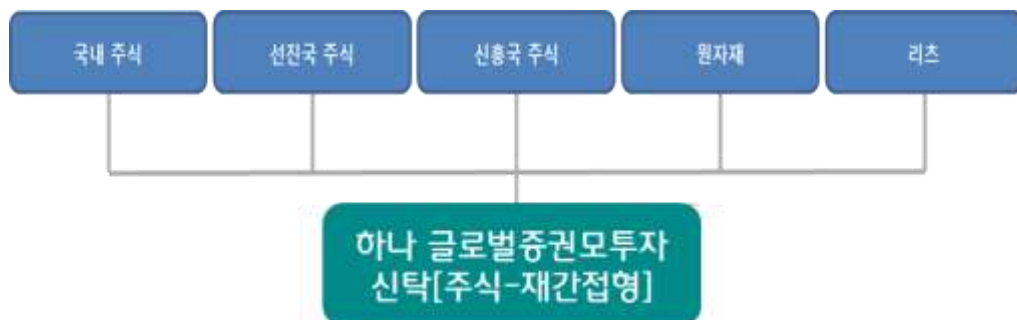 국내 주식
선진국 주식
신흥국 주식
원자재
리츠
하나 글로벌증권모투자
신탁[주식-재간접형]